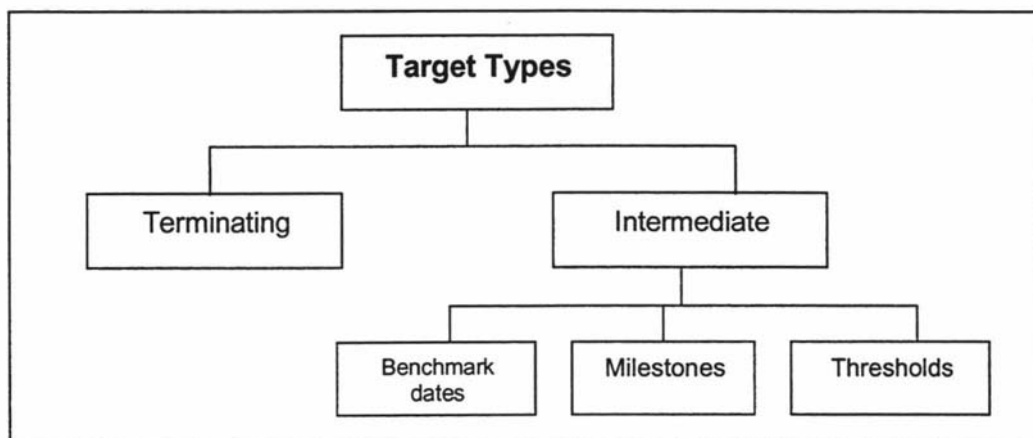 Target Types
Terminating
Intermediate
Benchmark
dates
Milestones
Thresholds